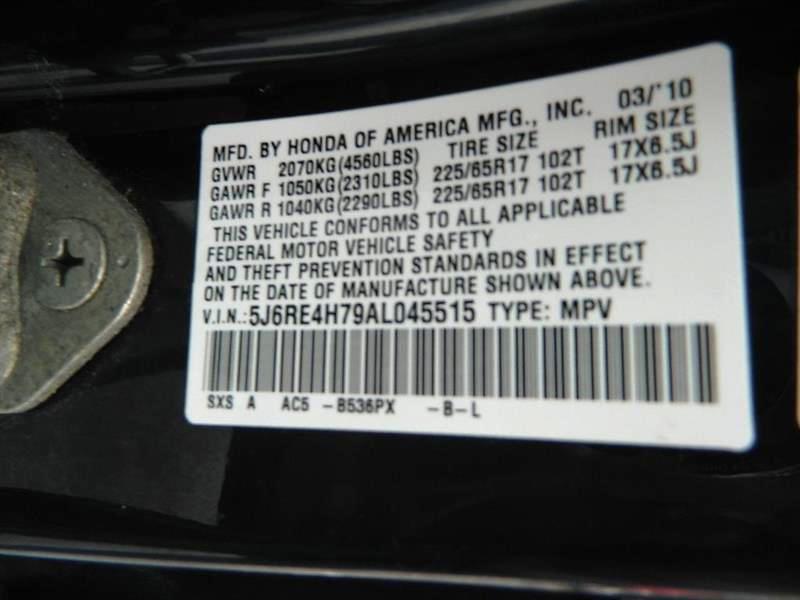 MFD. BY HONDA OF AMERICA MFG., INC. 03/'10
GVWR 2070KG(4560LBS) TIRE SIZE RIM SIZE
GAWR F 1050KG(2310LBS) 225/65R17 102T 17X6.5J
GAWR R 1040KG(2290LBS) 225/65R17 102T 17X6.5J
THIS VEHICLE CONFORMS TO ALL APPLICABLE
FEDERAL MOTOR VEHICLE SAFETY
AND THEFT PREVENTION STANDARDS IN EFFECT
ON THE DATE OF MANUFACTURE SHOWN ABOVE.
V.I.N.:5J6RE4H79AL045515 TYPE: MPV
SXS A AC5 -B536PX -B-L